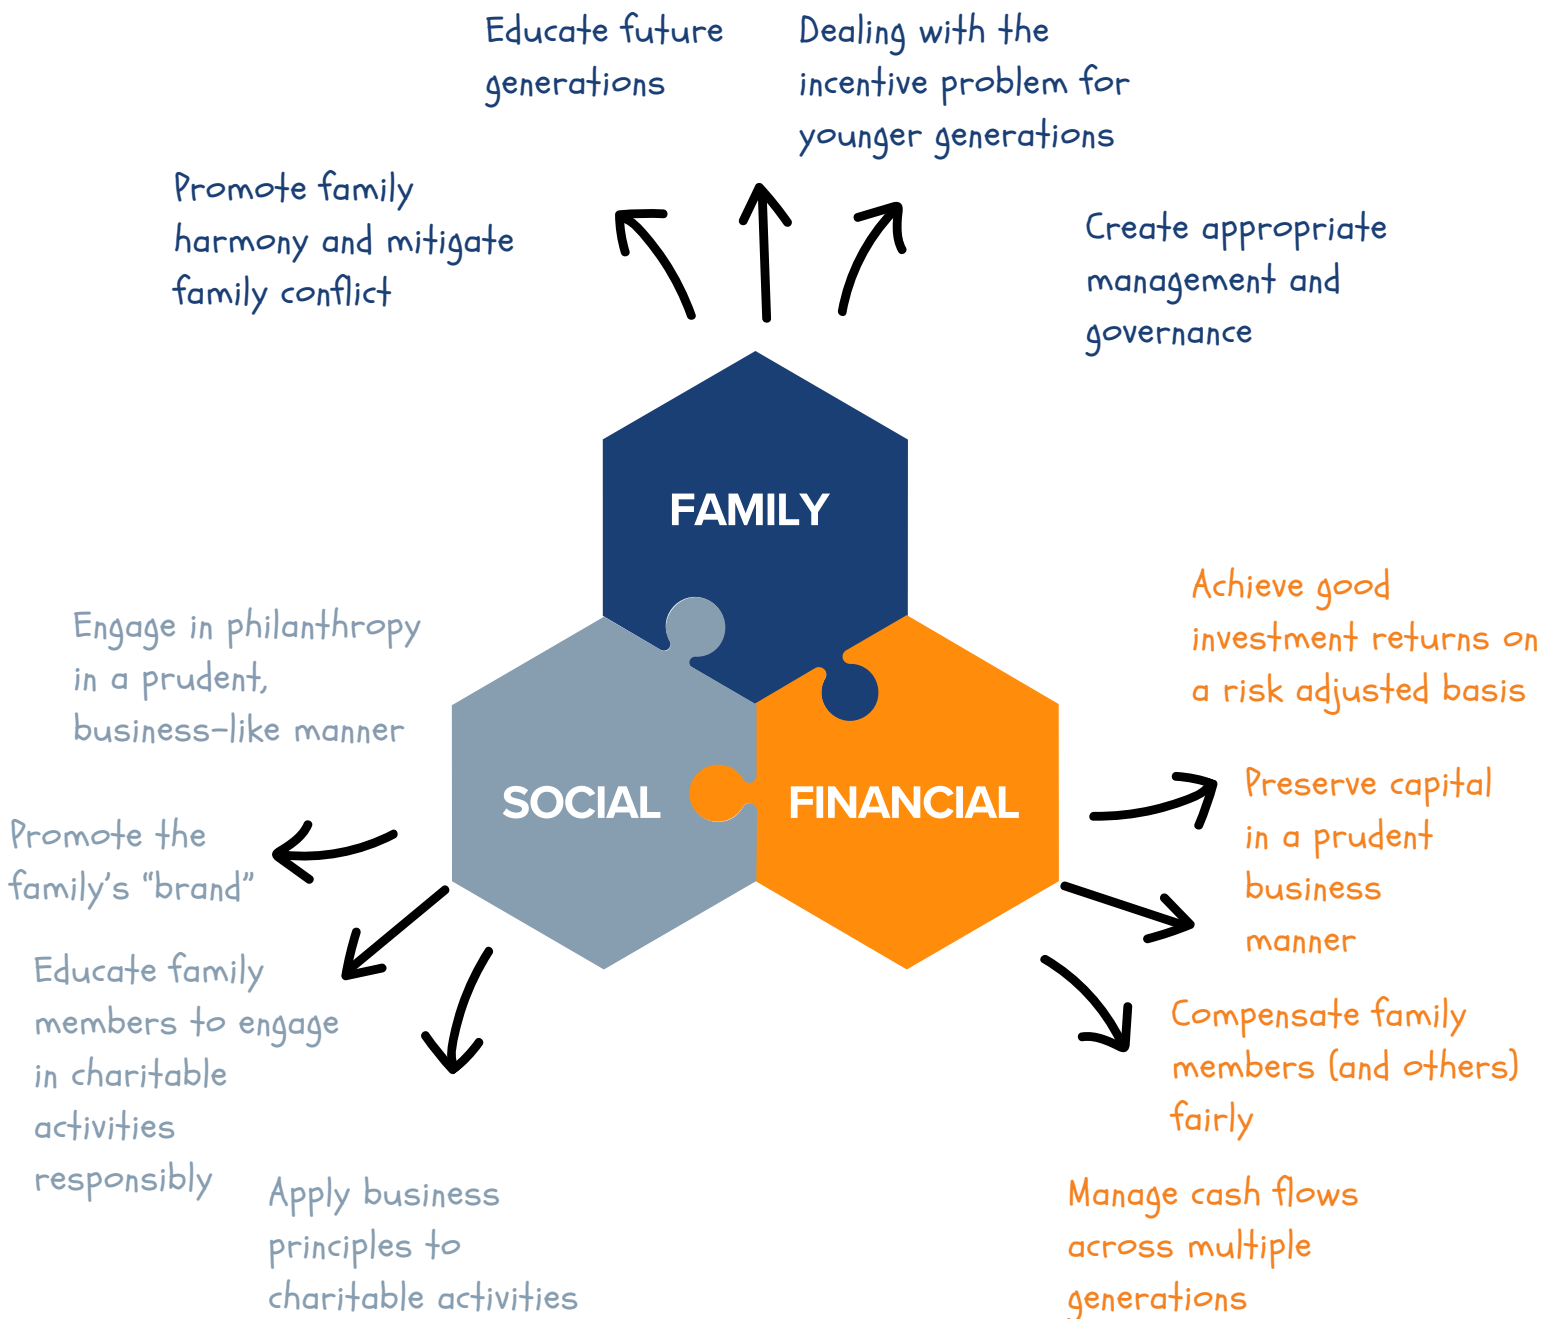 Educate future
generations
Dealing with the
incentive problem for
younger generations
Promote family
harmony and mitigate
family conflict
Create appropriate
management and
governance
FAMILY
Engage in philanthropy
in a prudent,
business-like manner
Achieve good
investment returns on
a risk adjusted basis
SOCIAL
FINANCIAL
Promote the
family's “brand”
Preserve capital
in a prudent
business
manner
Educate family
members to engage
in charitable
activities
responsibly
Compensate family
members (and others)
fairly
Apply business
principles to
charitable activities
Manage cash flows
across multiple
generations